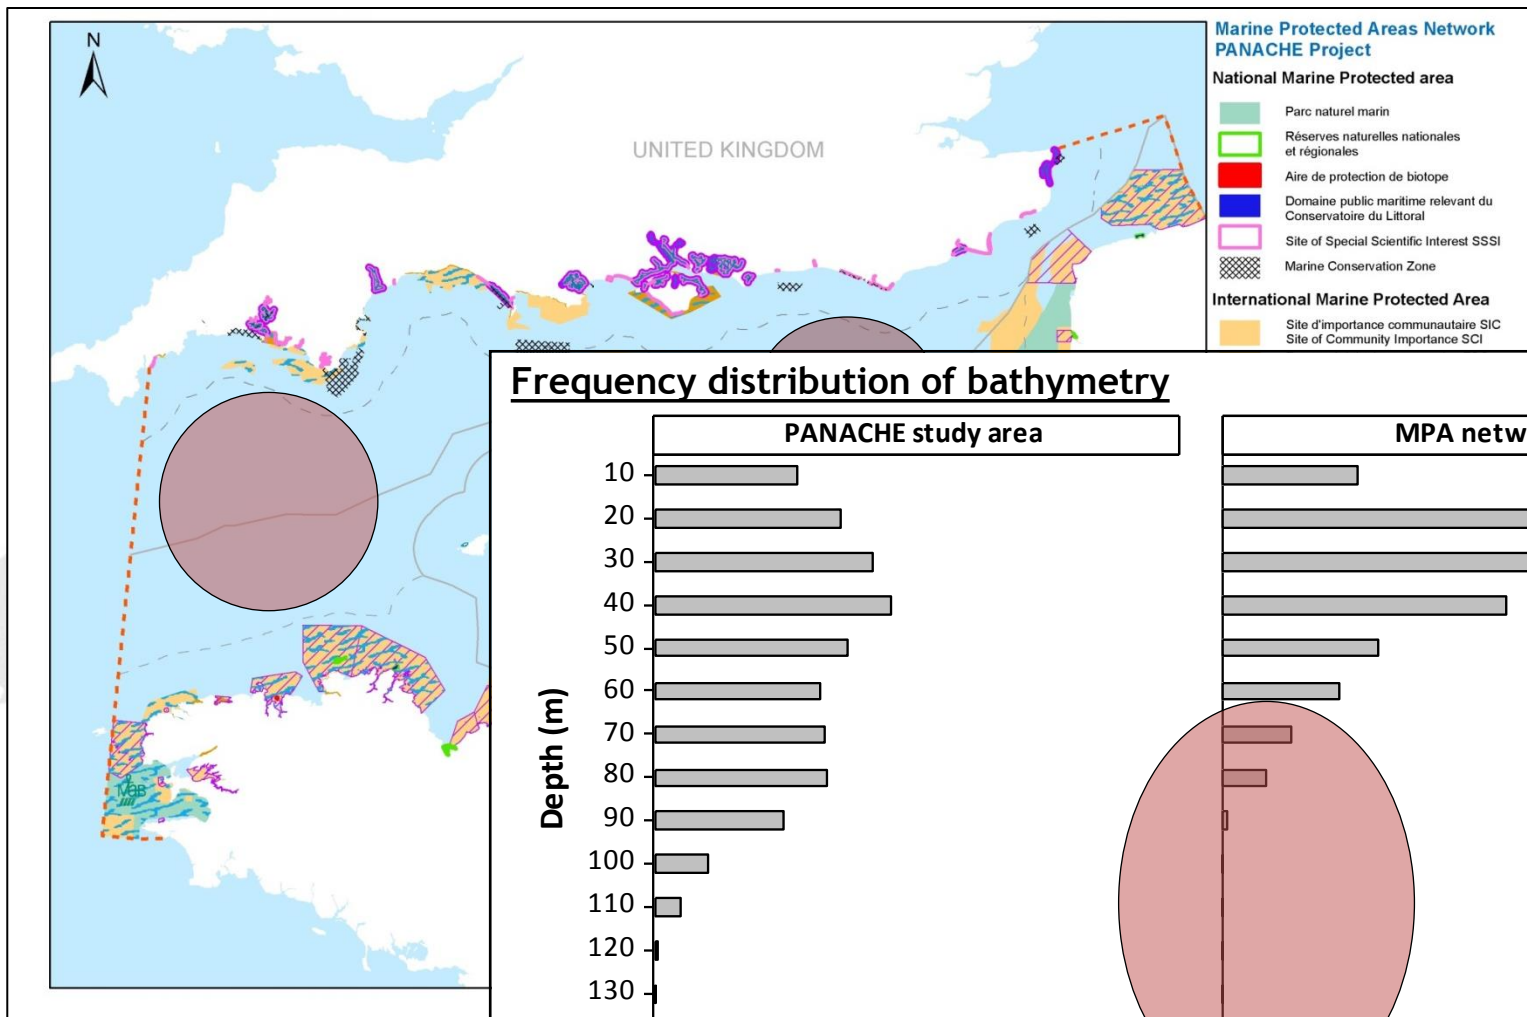 N
UNITED KINGDOM
Marine Protected Areas Network
PANACHE Project
National Marine Protected area
Parc naturel marin
Réserves naturelles nationales
et régionales
Aire de protection de biotope
Domaine public maritime relevant du
Conservatoire du Littoral
Site of Special Scientific Interest SSSI
Marine Conservation Zone
International Marine Protected Area
Site d'importance communautaire SIC
Site of Community Importance SCI
Frequency distribution of bathymetry
PANACHE study area
MPA netw
Depth (m)
10
20
30
40
50
60
70
80
90
100
110
120
130